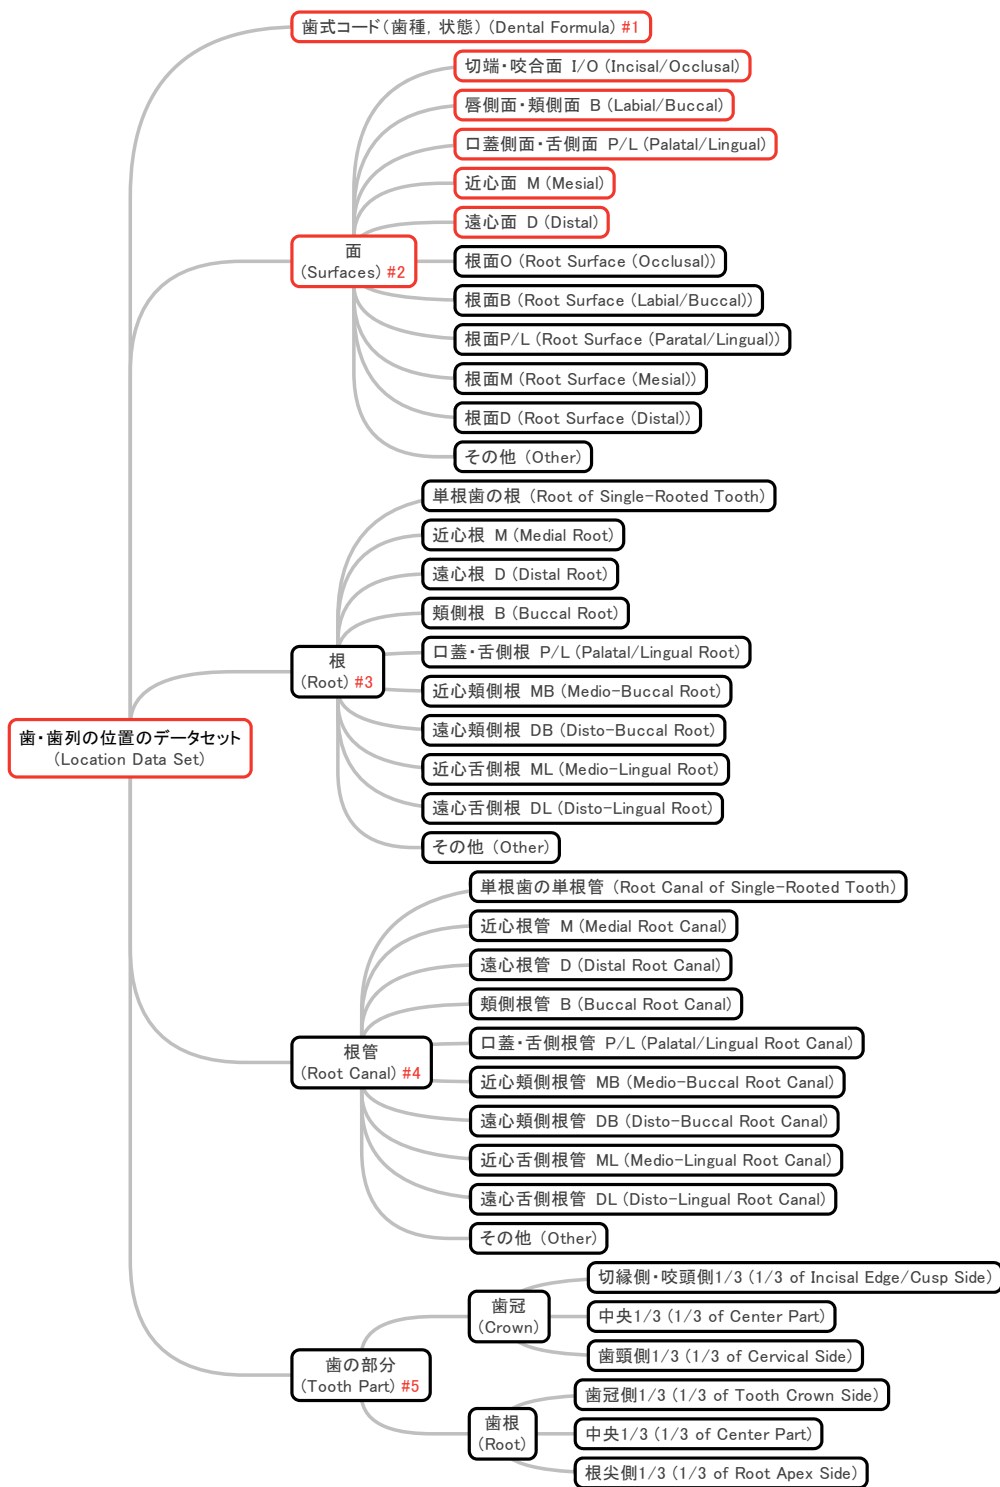 歯式コード(歯種, 状態) (Dental Formula) #1
切端・咬合面 I/O (Incisal/Occlusal)
唇側面・頬側面 B (Labial/Buccal)
口蓋側面・舌側面 P/L (Palatal/Lingual)
近心面 M (Mesial)
遠心面 D (Distal)
面
(Surfaces) #2
根面O (Root Surface (Occlusal))
根面B (Root Surface (Labial/Buccal))
根面P/L (Root Surface (Paratal/Lingual))
根面M (Root Surface (Mesial))
根面D (Root Surface (Distal))
その他 (Other)
単根歯の根 (Root of Single-Rooted Tooth)
近心根 M (Medial Root)
遠心根 D (Distal Root)
頬側根 B (Buccal Root)
根
(Root) #3
口蓋・舌側根 P/L (Palatal/Lingual Root)
近心頬側根 MB (Medio-Buccal Root)
遠心頬側根 DB (Disto-Buccal Root)
近心舌側根 ML (Medio-Lingual Root)
遠心舌側根 DL (Disto-Lingual Root)
その他 (Other)
歯・歯列の位置のデータセット
(Location Data Set)
単根歯の単根管 (Root Canal of Single-Rooted Tooth)
近心根管 M (Medial Root Canal)
遠心根管 D (Distal Root Canal)
頬側根管 B (Buccal Root Canal)
根管
(Root Canal) #4
口蓋・舌側根管 P/L (Palatal/Lingual Root Canal)
近心頬側根管 MB (Medio-Buccal Root Canal)
遠心頬側根管 DB (Disto-Buccal Root Canal)
近心舌側根管 ML (Medio-Lingual Root Canal)
遠心舌側根管 DL (Disto-Lingual Root Canal)
その他 (Other)
歯の部分
(Tooth Part) #5
歯冠
(Crown)
切縁側・咬頭側1/3 (1/3 of Incisal Edge/Cusp Side)
中央1/3 (1/3 of Center Part)
歯頸側1/3 (1/3 of Cervical Side)
歯根
(Root)
歯冠側1/3 (1/3 of Tooth Crown Side)
中央1/3 (1/3 of Center Part)
根尖側1/3 (1/3 of Root Apex Side)